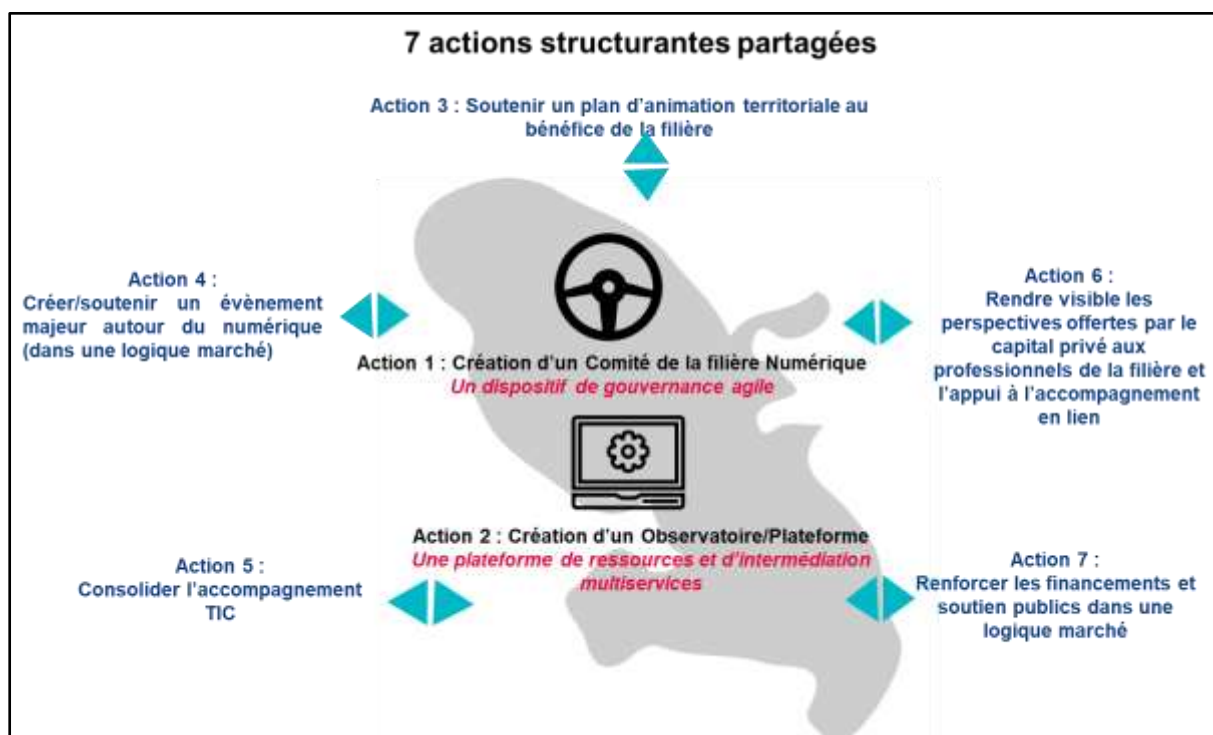 7 actions structurantes partagées
Action 3 : Soutenir un plan d'animation territoriale au
bénéfice de la filière
Action 4 :
Créer/soutenir un évènement
majeur autour du numérique
(dans une logique marché)
Action 6 :
Rendre visible les
perspectives offertes par le
capital privé aux
professionnels de la filière et
l'appui à l'accompagnement
en lien
Action 1 : Création d'un Comité de la filière Numérique
Un dispositif de gouvernance agile
Action 2 : Création d'un Observatoire/Plateforme
Une plateforme de ressources et d'intermédiation
multiservices
Action 5 :
Consolider l'accompagnement
TIC
Action 7 :
Renforcer les financements et
soutien publics dans une
logique marché